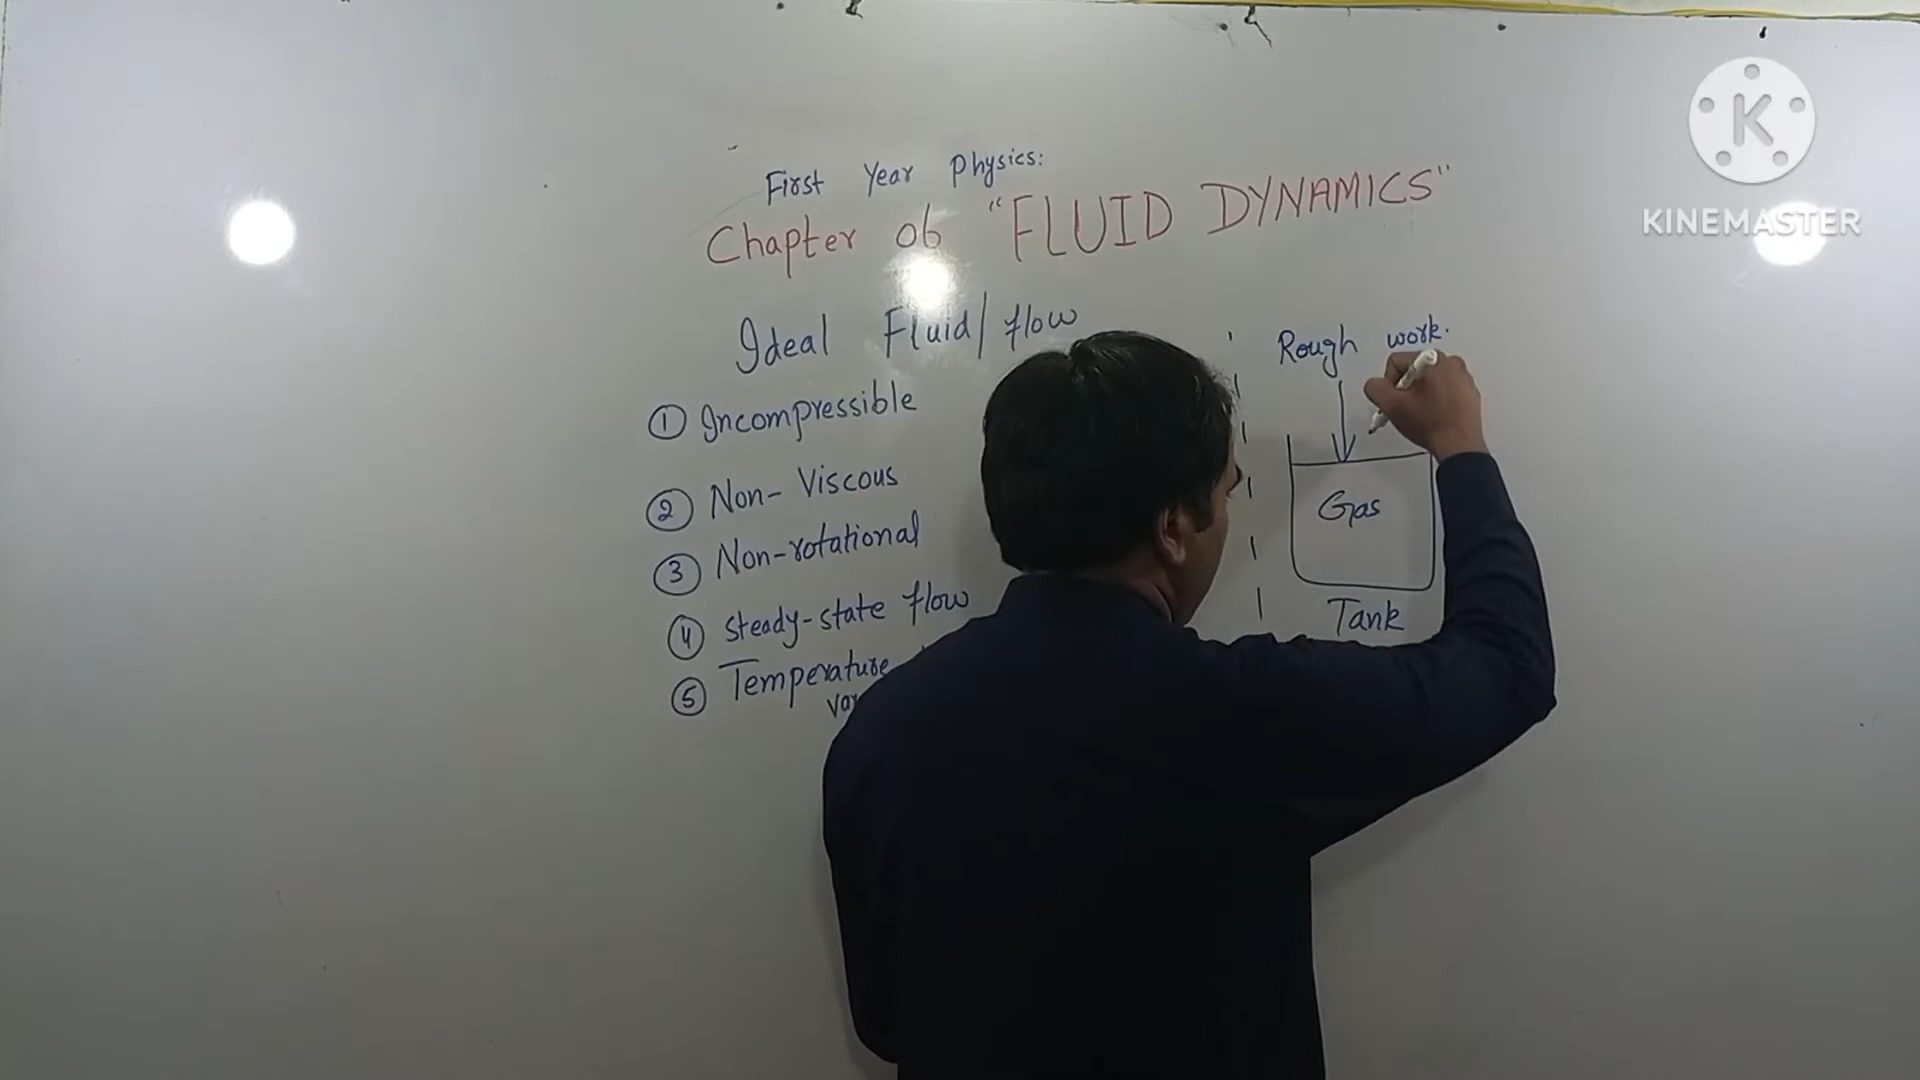 First Year Physics:
Chapter 06 "FLUID DYNAMICS"
Ideal Fluid/flow
① Incompressible
② Non-Viscous
③ Non-rotational
④ Steady-state flow
⑤ Temperature
Rough work.
Gas
Tank
K
KINEMASTER